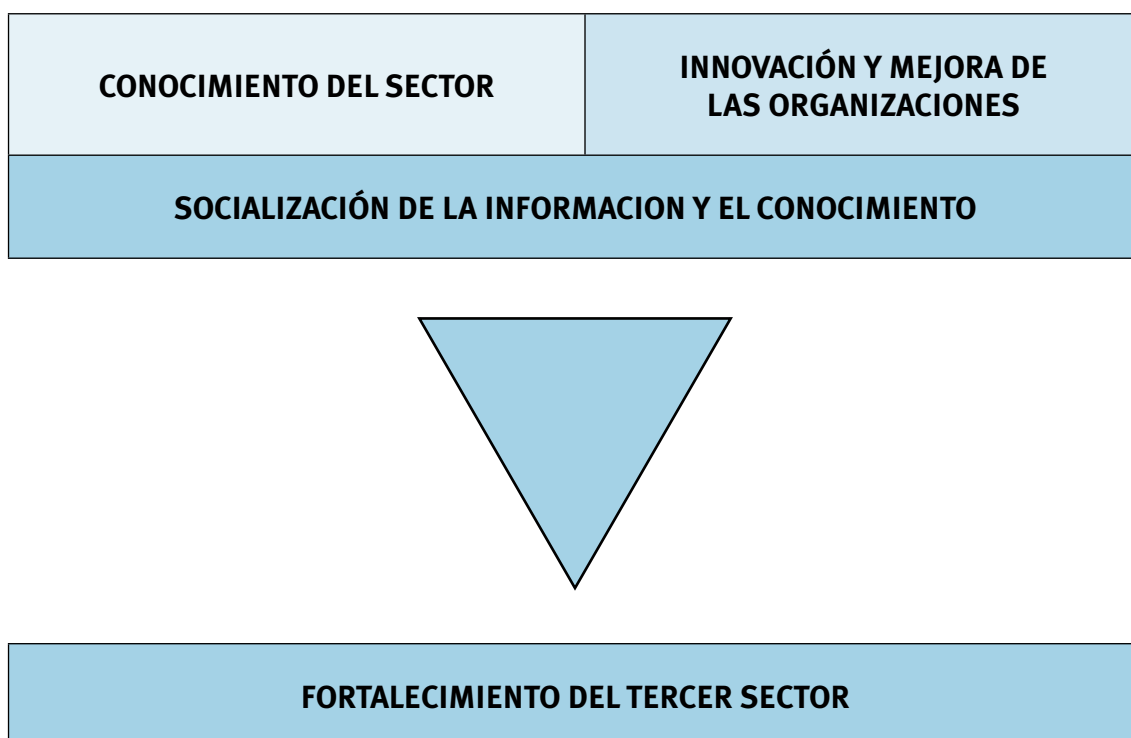 CONOCIMIENTO DEL SECTOR
INNOVACIÓN Y MEJORA DE
LAS ORGANIZACIONES
SOCIALIZACIÓN DE LA INFORMACION Y EL CONOCIMIENTO
FORTALECIMIENTO DEL TERCER SECTOR